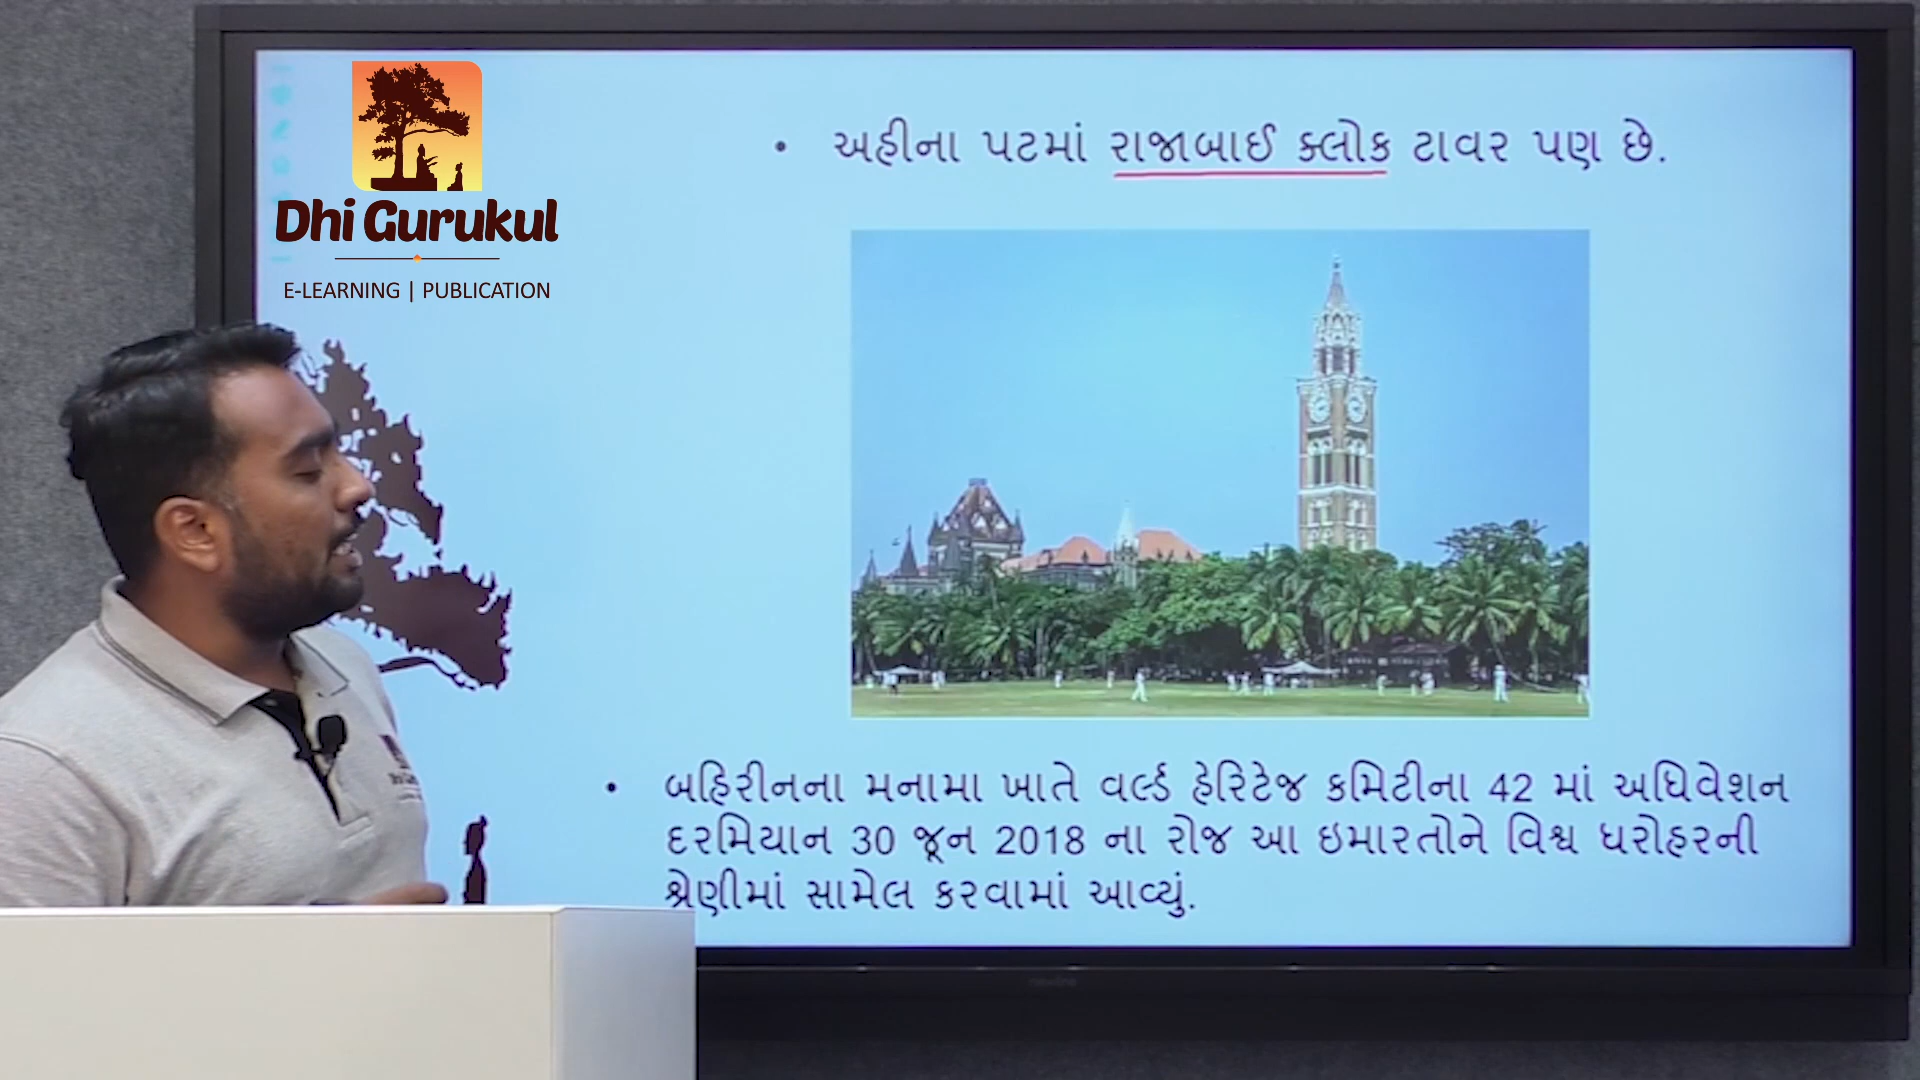 Dhi Gurukul
E-LEARNING | PUBLICATION
• અહીના પટમાં રાજાબાઈ ક્લોક ટાવર પણ છે.
• બહિરીનના મનામા ખાતે વર્લ્ડ હેરિટેજ કમિટીના 42 માં અધિવેશન
દરમિયાન 30 જૂન 2018 ના રોજ આ ઇમારતોને વિશ્વ ધરોહરની
શ્રેણીમાં સામેલ કરવામાં આવ્યું.